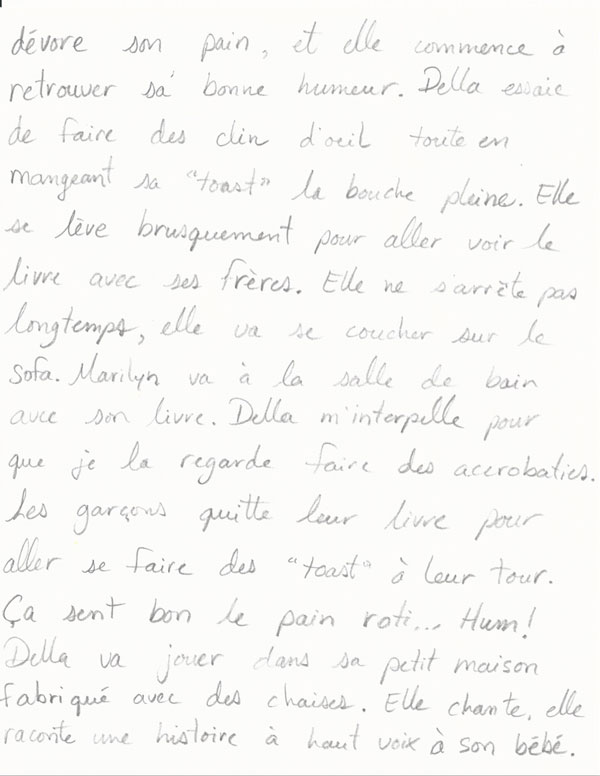 dévore son pain, et elle commence à
retrouver sa bonne humeur. Della essaie
de faire des clin d'oeil toute en
mangeant sa "toast" la bouche pleine. Elle
se lève brusquement pour aller voir le
livre avec ses frères. Elle ne s'arrête pas
longtemps, elle va se coucher sur le
sofa. Marilyn va à la salle de bain
avec son livre. Della m'interpelle pour
que je la regarde faire des accrobaties.
Les garçons quitte leur livre pour
aller se faire des "toast" à leur tour.
Ça sent bon le pain roti... Hum!
Della va jouer dans sa petit maison
fabriqué avec des chaises. Elle chante, elle
raconte une histoire à haut voix à son bébé.